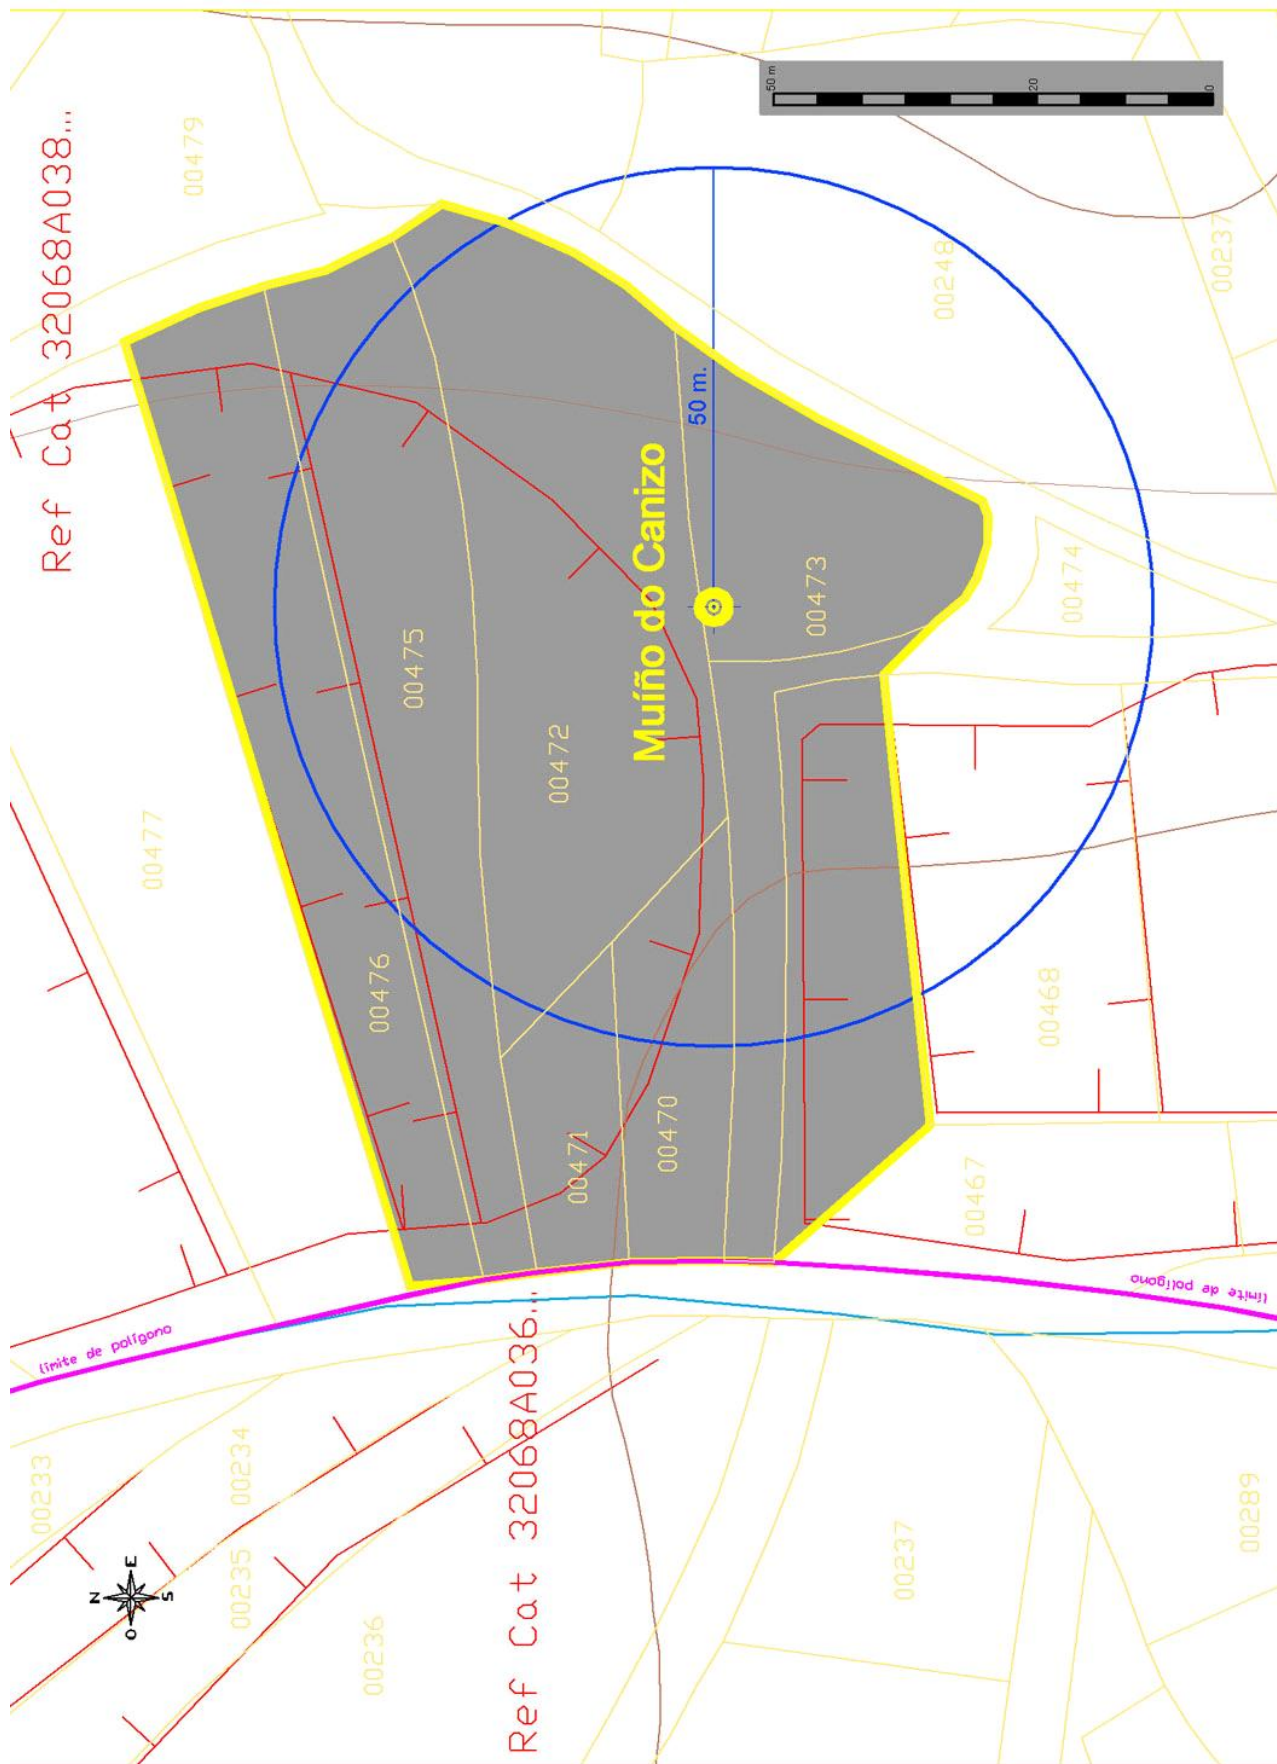 Ref Cat 32068A038...
00479
50 m
20
0
00248
00237
50 m.
Muíño do Canizo
00473
00474
00475
00472
00477
00476
00471
00470
00468
00467
límite de polígono
límite de polígono
Ref Cat 32068A036...
00233
00234
00235
00236
00237
00289
N
E
S
O